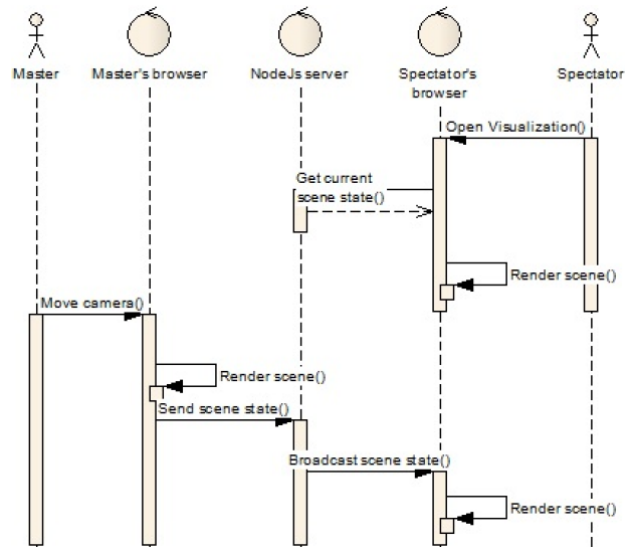 Master
Master's browser
NodeJs server
Spectator's
browser
Spectator
Open Visualization()
Get current
scene state()
Render scene()
Move camera()
Render scene()
Send scene state()
Broadcast scene state()
Render scene()